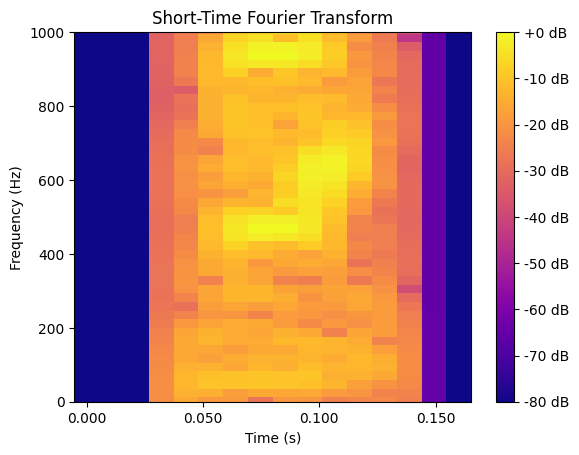 Short-Time Fourier Transform
Frequency (Hz)
1000
800
600
400
200
0
0.000
0.050
0.100
0.150
Time (s)
+0 dB
-10 dB
-20 dB
-30 dB
-40 dB
-50 dB
-60 dB
-70 dB
-80 dB